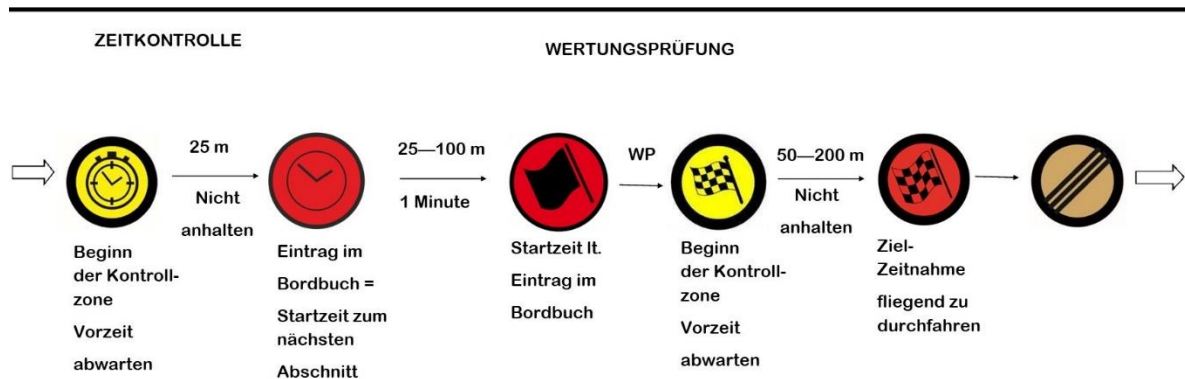 ZEITKONTROLLE
WERTUNGSPRÜFUNG
25 m
Nicht
anhalten
25—100 m
1 Minute
WP
50—200 m
Nicht
anhalten
Beginn
der Kontroll-
zone
Vorzeit
abwarten
Eintrag im
Bordbuch =
Startzeit zum
nächsten
Abschnitt
Startzeit lt.
Eintrag im
Bordbuch
Beginn
der Kontroll-
zone
Vorzeit
abwarten
Ziel-
Zeitnahme
fliegend zu
durchfahren